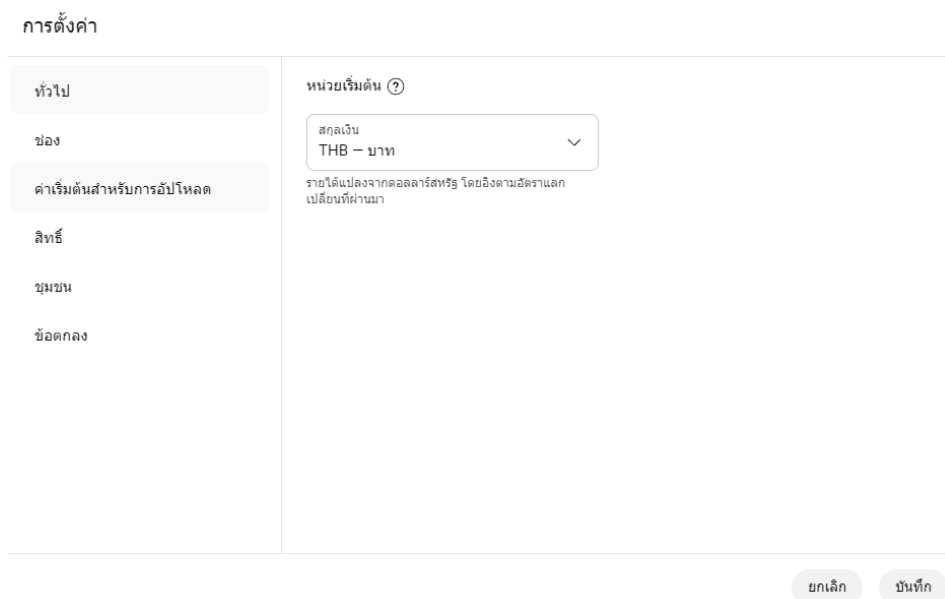 การตั้งค่า
ทั่วไป
ช่อง
ค่าเริ่มต้นสำหรับการอัปโหลด
สิทธิ์
ชุมชน
ข้อตกลง
หน่วยเริ่มต้น ?
สกุลเงิน
THB – บาท
รายได้แปลงจากดอลลาร์สหรัฐ โดยอิงตามอัตราแลก
เปลี่ยนที่ผ่านมา
ยกเลิก
บันทึก